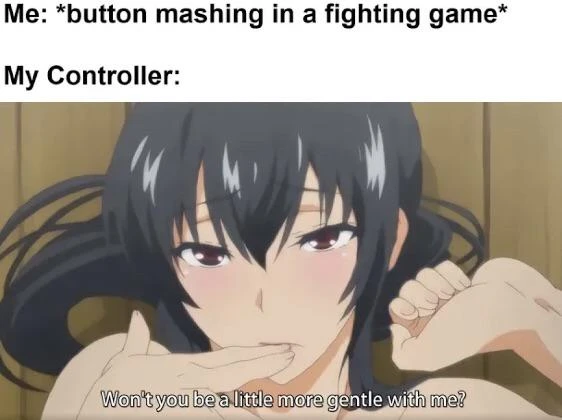 Me: *button mashing in a fighting game*
My Controller:
Won't you be a little more gentle with me?